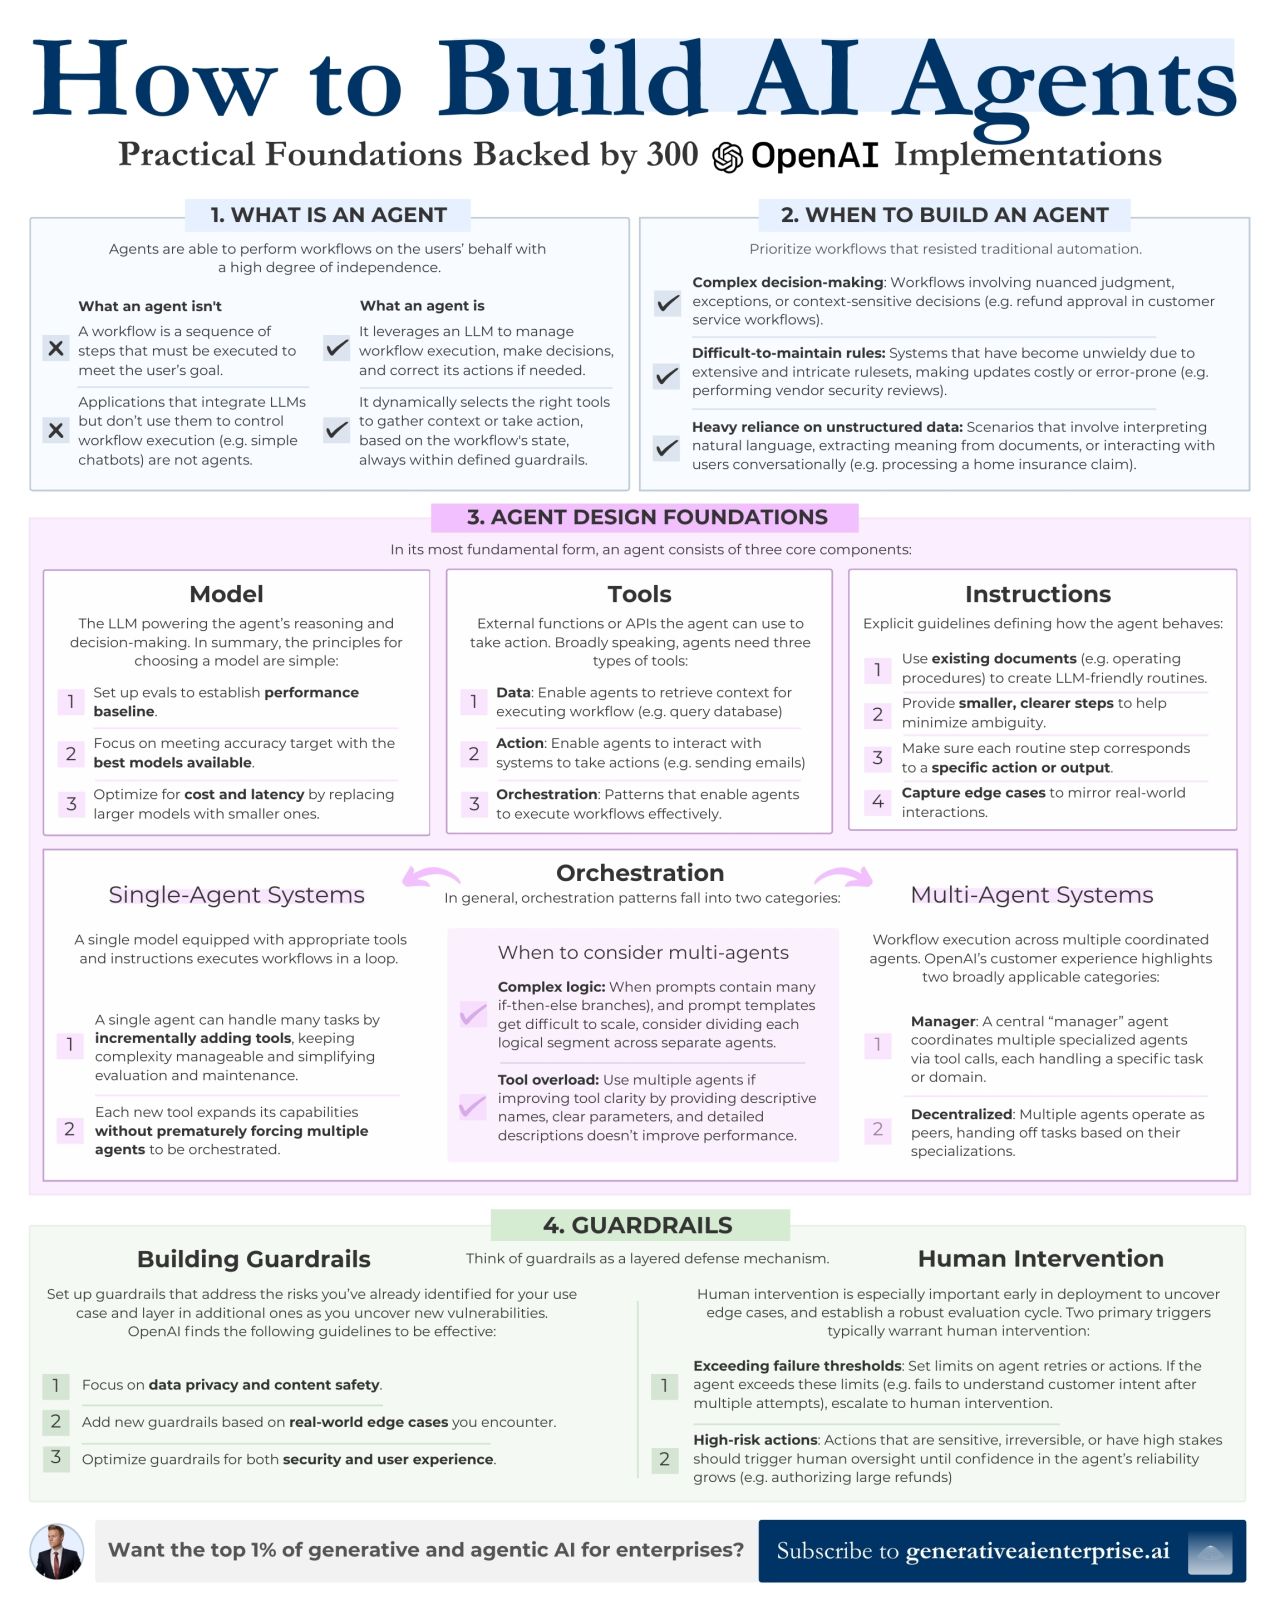 How to Build AI Agents
Practical Foundations Backed by 300 OpenAI Implementations
1. WHAT IS AN AGENT
Agents are able to perform workflows on the users’ behalf with
a high degree of independence.
What an agent isn't
A workflow is a sequence of
steps that must be executed to
meet the user’s goal.
Applications that integrate LLMs
but don’t use them to control
workflow execution (e.g. simple
chatbots) are not agents.
What an agent is
It leverages an LLM to manage
workflow execution, make decisions,
and correct its actions if needed.
It dynamically selects the right tools
to gather context or take action,
based on the workflow's state,
always within defined guardrails.
2. WHEN TO BUILD AN AGENT
Prioritize workflows that resisted traditional automation.
Complex decision-making: Workflows involving nuanced judgment,
exceptions, or context-sensitive decisions (e.g. refund approval in customer
service workflows).
Difficult-to-maintain rules: Systems that have become unwieldy due to
extensive and intricate rulesets, making updates costly or error-prone (e.g.
performing vendor security reviews).
Heavy reliance on unstructured data: Scenarios that involve interpreting
natural language, extracting meaning from documents, or interacting with
users conversationally (e.g. processing a home insurance claim).
3. AGENT DESIGN FOUNDATIONS
In its most fundamental form, an agent consists of three core components:
Model
The LLM powering the agent’s reasoning and
decision-making. In summary, the principles for
choosing a model are simple:
1 Set up evals to establish performance
baseline.
2 Focus on meeting accuracy target with the
best models available.
3 Optimize for cost and latency by replacing
larger models with smaller ones.
Tools
External functions or APIs the agent can use to
take action. Broadly speaking, agents need three
types of tools:
1 Data: Enable agents to retrieve context for
executing workflow (e.g. query database)
2 Action: Enable agents to interact with
systems to take actions (e.g. sending emails)
3 Orchestration: Patterns that enable agents
to execute workflows effectively.
Instructions
Explicit guidelines defining how the agent behaves:
1 Use existing documents (e.g. operating
procedures) to create LLM-friendly routines.
2 Provide smaller, clearer steps to help
minimize ambiguity.
3 Make sure each routine step corresponds
to a specific action or output.
4 Capture edge cases to mirror real-world
interactions.
Orchestration
In general, orchestration patterns fall into two categories:
Single-Agent Systems
A single model equipped with appropriate tools
and instructions executes workflows in a loop.
1 A single agent can handle many tasks by
incrementally adding tools, keeping
complexity manageable and simplifying
evaluation and maintenance.
2 Each new tool expands its capabilities
without prematurely forcing multiple
agents to be orchestrated.
When to consider multi-agents
Complex logic: When prompts contain many
if-then-else branches), and prompt templates
get difficult to scale, consider dividing each
logical segment across separate agents.
Tool overload: Use multiple agents if
improving tool clarity by providing descriptive
names, clear parameters, and detailed
descriptions doesn’t improve performance.
Multi-Agent Systems
Workflow execution across multiple coordinated
agents. OpenAI’s customer experience highlights
two broadly applicable categories:
1 Manager: A central “manager” agent
coordinates multiple specialized agents
via tool calls, each handling a specific task
or domain.
2 Decentralized: Multiple agents operate as
peers, handing off tasks based on their
specializations.
4. GUARDRAILS
Think of guardrails as a layered defense mechanism.
Building Guardrails
Set up guardrails that address the risks you’ve already identified for your use
case and layer in additional ones as you uncover new vulnerabilities.
OpenAI finds the following guidelines to be effective:
1 Focus on data privacy and content safety.
2 Add new guardrails based on real-world edge cases you encounter.
3 Optimize guardrails for both security and user experience.
Human Intervention
Human intervention is especially important early in deployment to uncover
edge cases, and establish a robust evaluation cycle. Two primary triggers
typically warrant human intervention:
1 Exceeding failure thresholds: Set limits on agent retries or actions. If the
agent exceeds these limits (e.g. fails to understand customer intent after
multiple attempts), escalate to human intervention.
2 High-risk actions: Actions that are sensitive, irreversible, or have high stakes
should trigger human oversight until confidence in the agent’s reliability
grows (e.g. authorizing large refunds)
Want the top 1% of generative and agentic AI for enterprises?
Subscribe to generativeaienterprise.ai